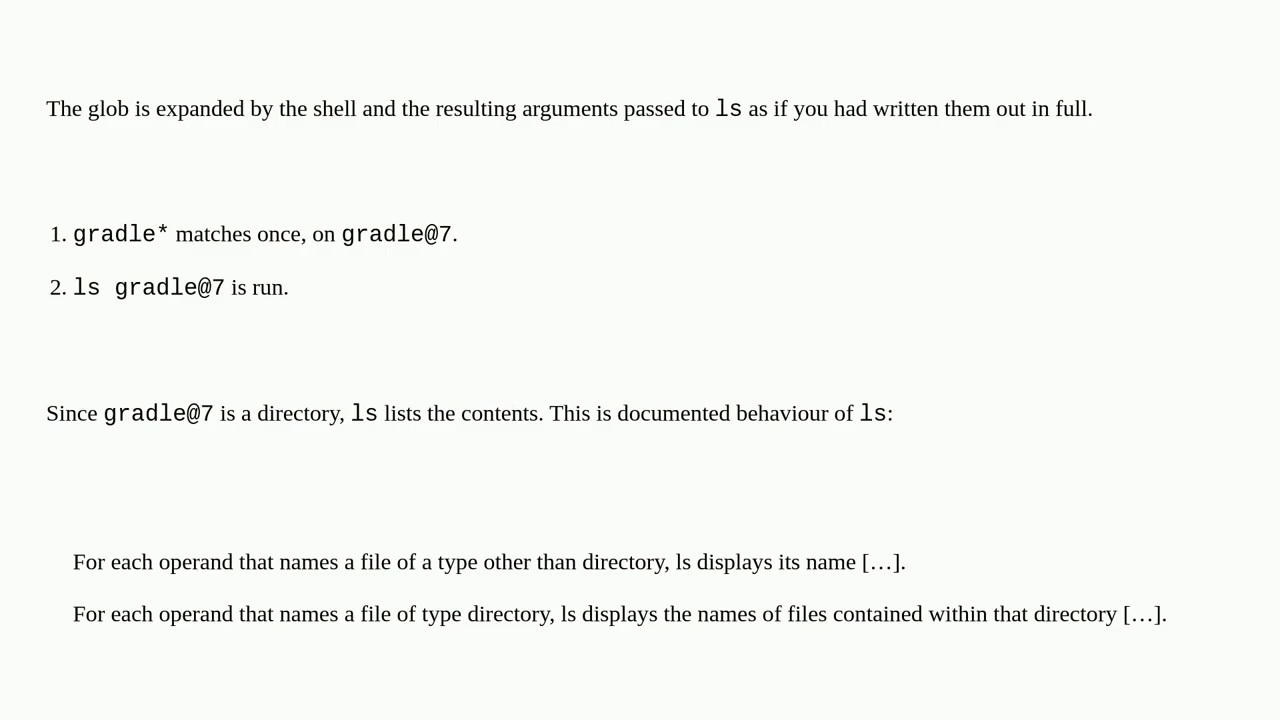 The glob is expanded by the shell and the resulting arguments passed to ls as if you had written them out in full.
1. gradle* matches once, on gradle@7.
2. ls gradle@7 is run.
Since gradle@7 is a directory, ls lists the contents. This is documented behaviour of ls:
For each operand that names a file of a type other than directory, ls displays its name […].
For each operand that names a file of type directory, ls displays the names of files contained within that directory […].